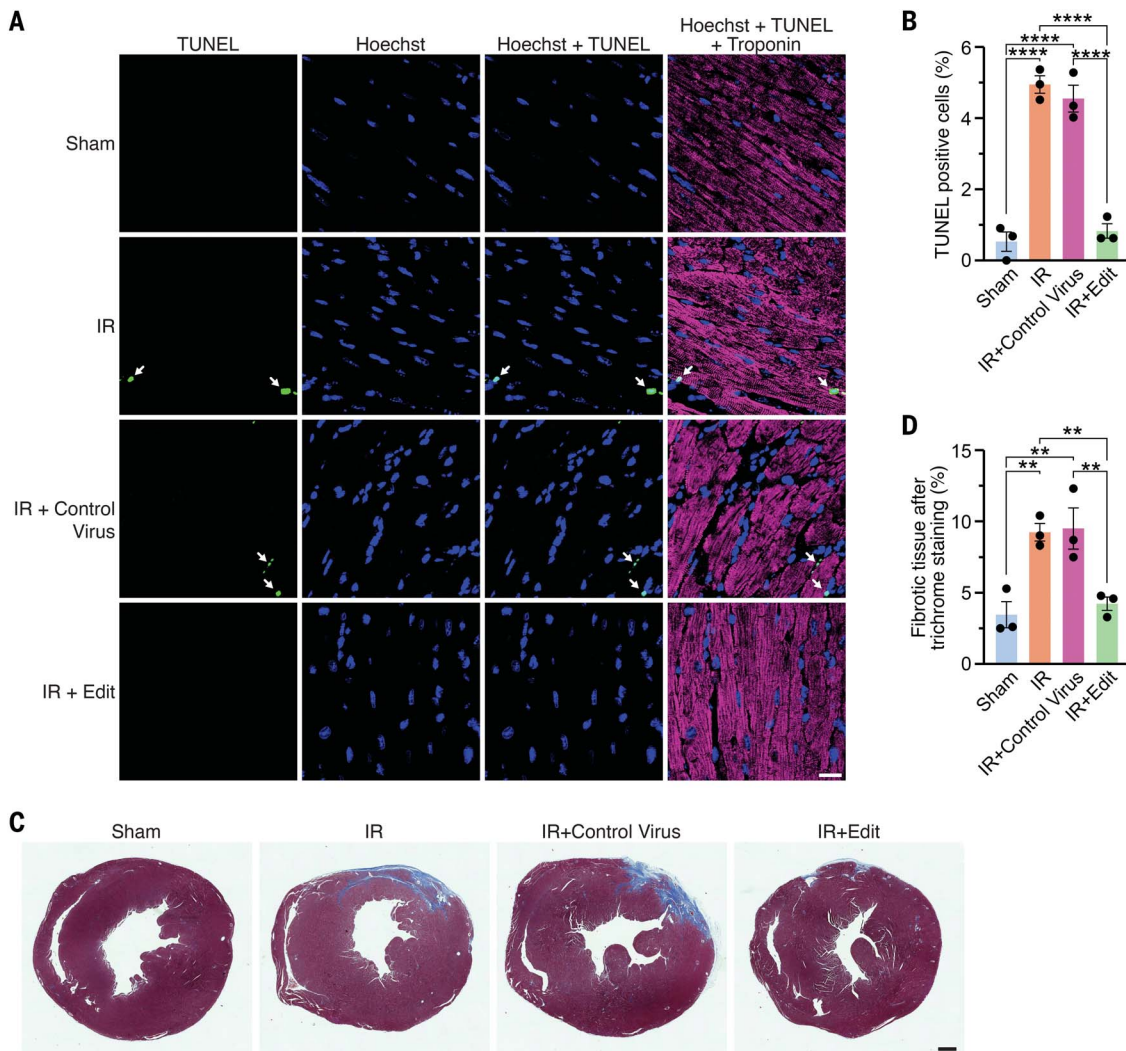 A
TUNEL
Hoechst
Hoechst + TUNEL
Hoechst + TUNEL
+ Troponin
Sham
IR
IR + Control
Virus
IR + Edit
B
TUNEL positive cells (%)
6
4
2
0
****
****
****
****
Sham
IR
IR+Control Virus
IR+Edit
D
Fibrotic tissue after
trichrome staining (%)
15
10
5
0
**
**
**
**
Sham
IR
IR+Control Virus
IR+Edit
C
Sham
IR
IR+Control Virus
IR+Edit